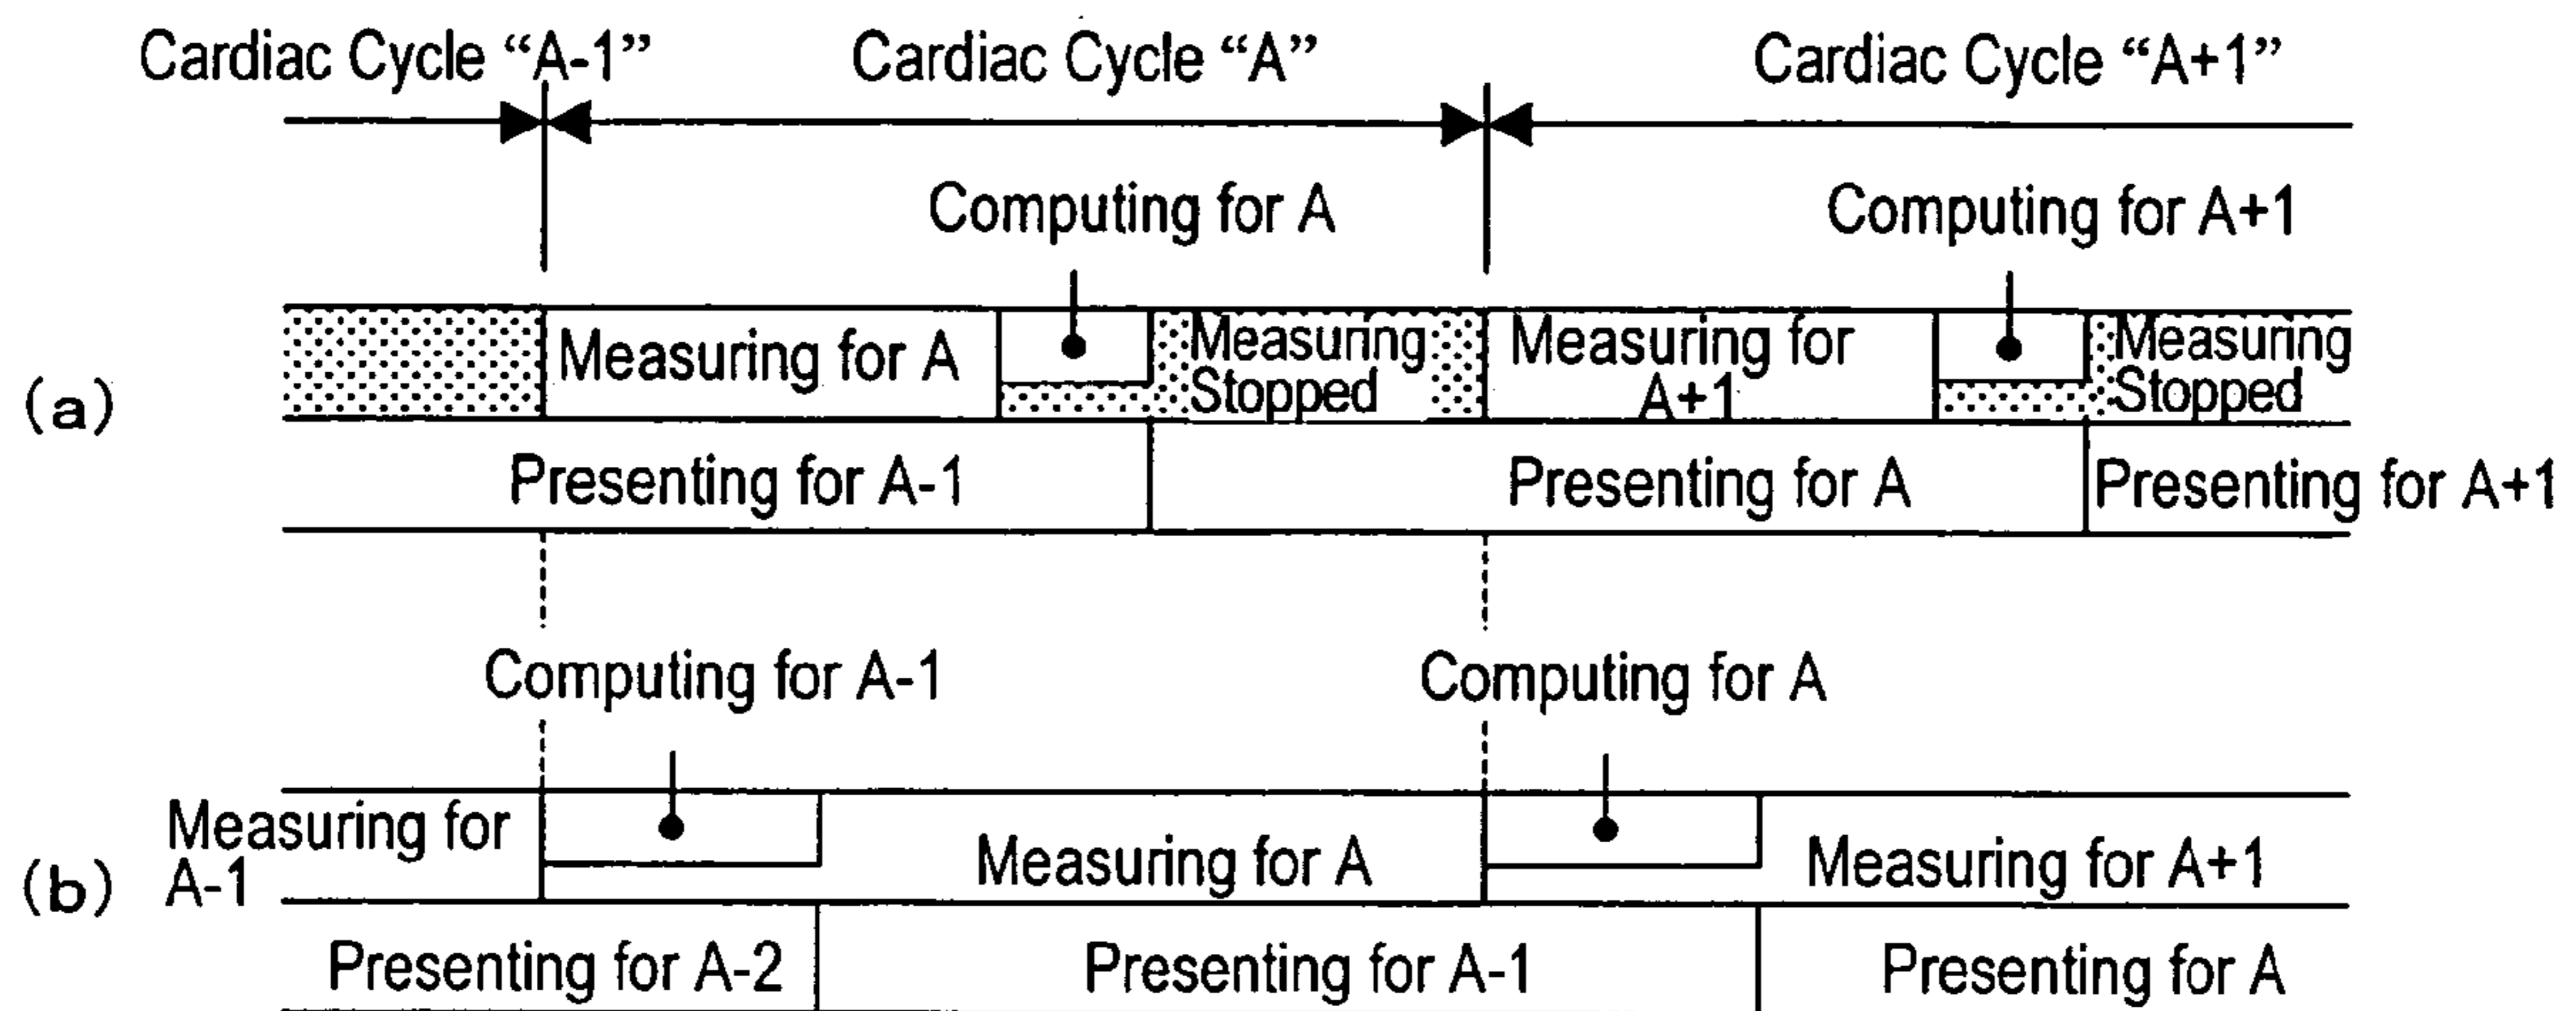 Cardiac Cycle “A-1”
Cardiac Cycle “A”
Cardiac Cycle “A+1”
Computing for A
Computing for A+1
(a)
Measuring for A
Measuring
Stopped
Measuring for
A+1
Measuring
Stopped
Presenting for A-1
Presenting for A
Presenting for A+1
Computing for A-1
Computing for A
(b)
Measuring for
A-1
Measuring for A
Measuring for A+1
Presenting for A-2
Presenting for A-1
Presenting for A